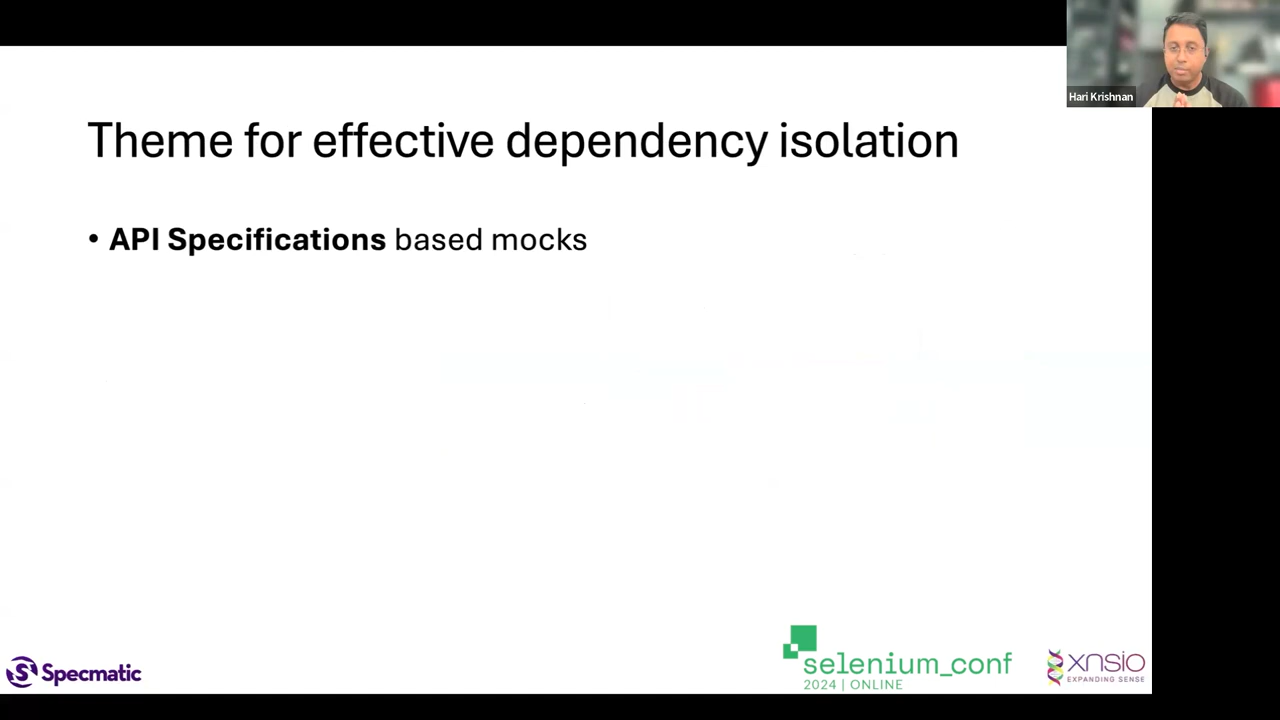 Hari Krishnan
Theme for effective dependency isolation
• API Specifications based mocks
Specmatic
selenium_conf
2024 | ONLINE
xnsio
EXPANDING SENSE